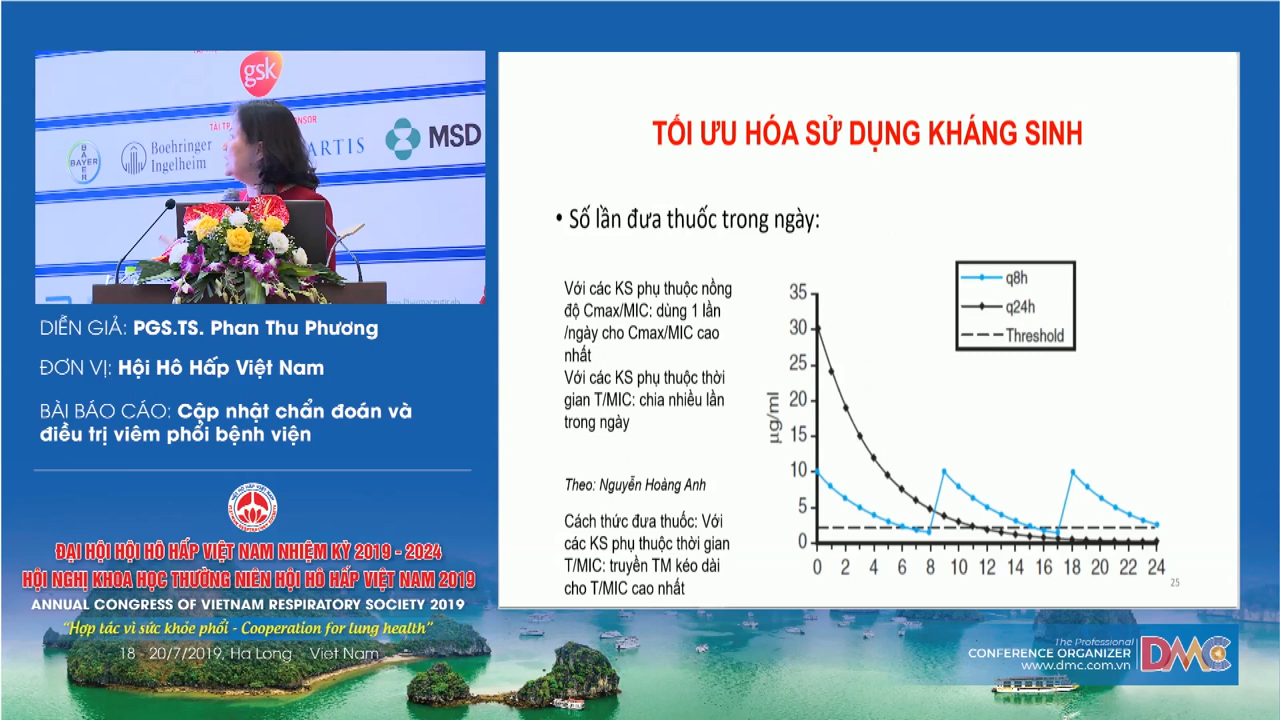 gsk
BAYER
BAYER
Boehringer
Ingelheim
ARTIS
MSD
DIỄN GIẢ: PGS.TS. Phan Thu Phương
ĐƠN VỊ: Hội Hô Hấp Việt Nam
BÀI BÁO CÁO: Cập nhật chẩn đoán và
điều trị viêm phổi bệnh viện
ĐẠI HỘI HỘI HÔ HẤP VIỆT NAM NHIỆM KỲ 2019 - 2024
HỘI NGHỊ KHOA HỌC THƯỜNG NIÊN HỘI HÔ HẤP VIỆT NAM 2019
ANNUAL CONGRESS OF VIETNAM RESPIRATORY SOCIETY 2019
“Hợp tác vì sức khỏe phổi - Cooperation for lung health”
18 - 20/7/2019, Ha Long Viet Nam
TỐI ƯU HÓA SỬ DỤNG KHÁNG SINH
• Số lần đưa thuốc trong ngày:
Với các KS phụ thuộc nồng
độ Cmax/MIC: dùng 1 lần
/ngày cho Cmax/MIC cao
nhất
Với các KS phụ thuộc thời
gian T/MIC: chia nhiều lần
trong ngày
Theo: Nguyễn Hoàng Anh
Cách thức đưa thuốc: Với
các KS phụ thuộc thời gian
T/MIC: truyền TM kéo dài
cho T/MIC cao nhất
q8h
q24h
Threshold
µg/ml
35
30
25
20
15
10
5
0
0 2 4 6 8 10 12 14 16 18 20 22 24
25
The Professional
CONFERENCE ORGANIZER
www.dmc.com.vn
DMC